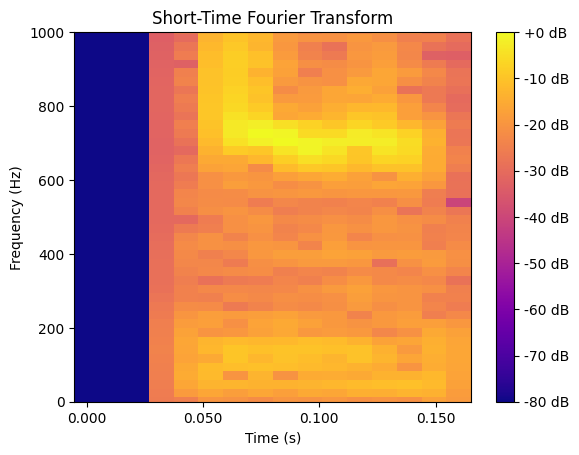 Short-Time Fourier Transform
Frequency (Hz)
1000
800
600
400
200
0
0.000
0.050
0.100
0.150
Time (s)
+0 dB
-10 dB
-20 dB
-30 dB
-40 dB
-50 dB
-60 dB
-70 dB
-80 dB